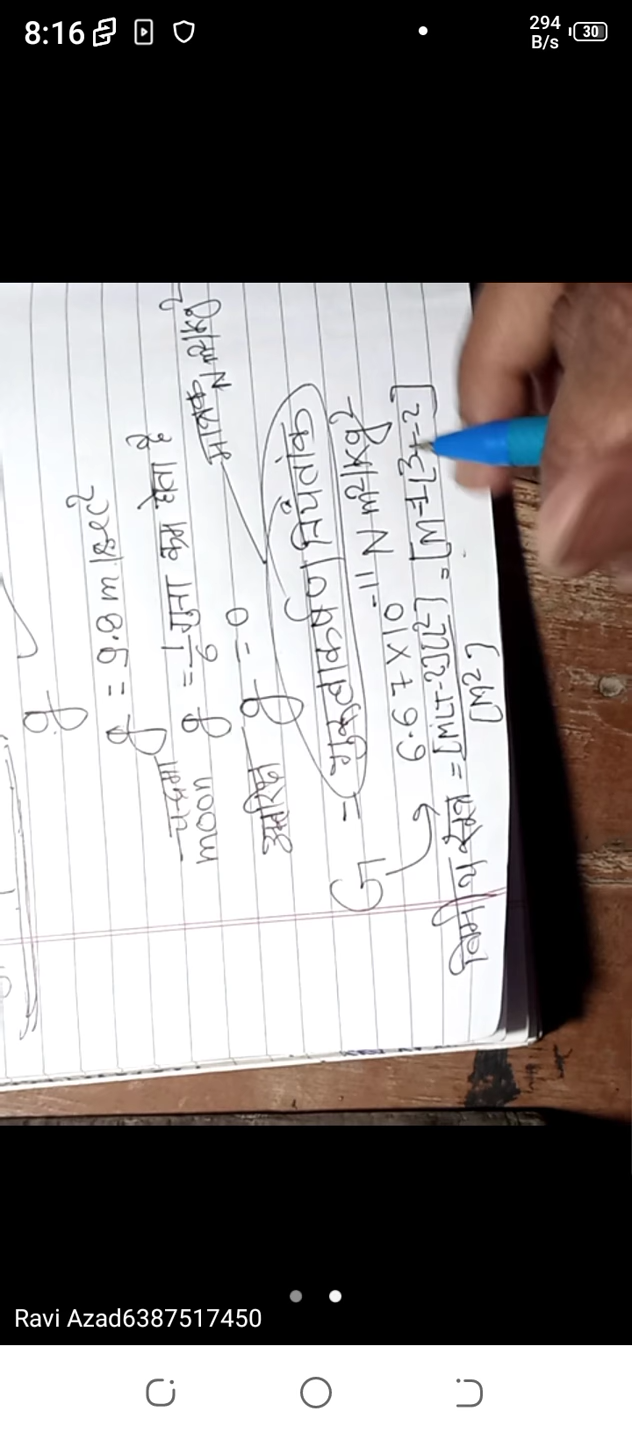 8:16
294
B/s
30
g
g = 9.8 m/sec²
चन्द्रमा
moon g = 1/6 गुना कम होता है
अंतरिक्ष g = 0
मात्रक N m²/kg²
G = गुरुत्वाकर्षण नियतांक
6.67 X 10⁻¹¹ N m²/kg²
विमीय सूत्र = [MLT-2][L2] = [M-1L3T-2]
[M2]
Ravi Azad6387517450